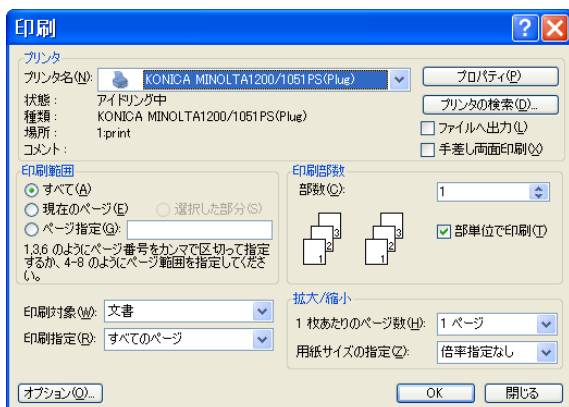 印刷
プリンタ
プリンタ名(N): KONICA MINOLTA1200/1051PS(Plug) プロパティ(P)
状態： アイドリング中 プリンタの検索(D)...
種類： KONICA MINOLTA1200/1051PS(Plug)
場所： 1:print ファイルへ出力(L)
コメント： 手差し両面印刷(X)
印刷範囲
すべて(A)
現在のページ(E) 選択した部分(S)
ページ指定(G):
1,3,6 のようにページ番号をカンマで区切って指定
するか、4-8 のようにページ範囲を指定してくださ
い。
印刷部数
部数(C): 1
1 2 3 1 2 3 部単位で印刷(T)
印刷対象(W): 文書
印刷指定(R): すべてのページ
拡大/縮小
1 枚あたりのページ数(H): 1 ページ
用紙サイズの指定(Z): 倍率指定なし
オプション(O)... OK 閉じる